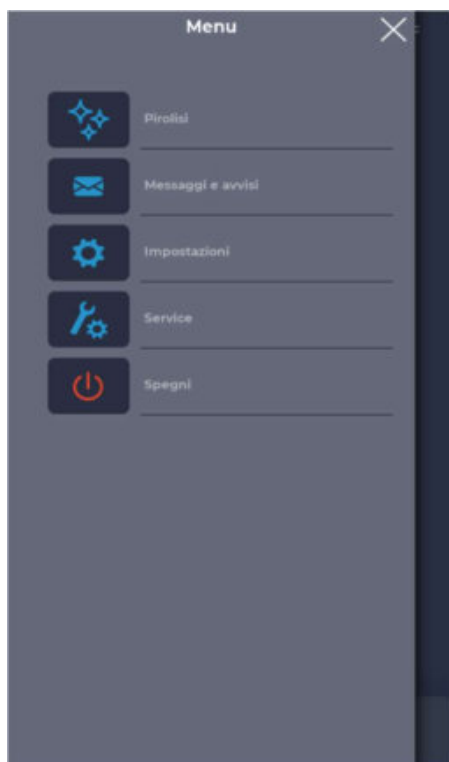 Menu
Pirolisi
Messaggi e avvisi
Impostazioni
Service
Spegni